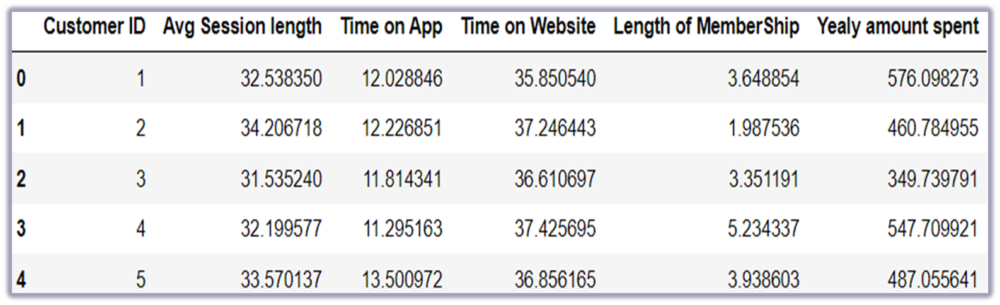 Customer ID Avg Session length Time on App Time on Website Length of MemberShip Yealy amount spent
0 1 32.538350 12.028846 35.850540 3.648854 576.098273
1 2 34.206718 12.226851 37.246443 1.987536 460.784955
2 3 31.535240 11.814341 36.610697 3.351191 349.739791
3 4 32.199577 11.295163 37.425695 5.234337 547.709921
4 5 33.570137 13.500972 36.856165 3.938603 487.055641